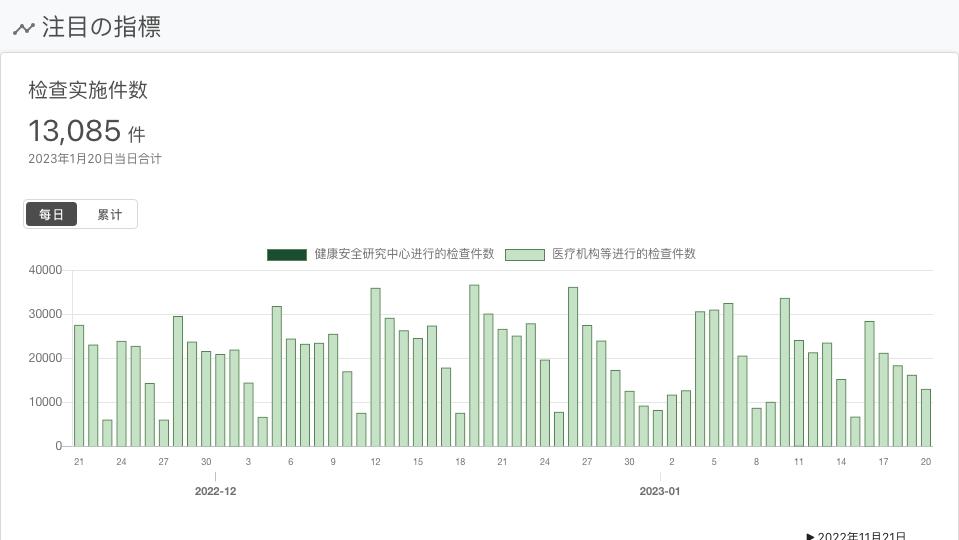 注目の指標
检查实施件数
13,085 件
2023年1月20日当日合计
每日 累计
健康安全研究中心进行的检查件数 医疗机构等进行的检查件数
40000
30000
20000
10000
0
21 24 27 30 3 6 9 12 15 18 21 24 27 30 2 5 8 11 14 17 20
2022-12 2023-01
▶ 2022年11月21日